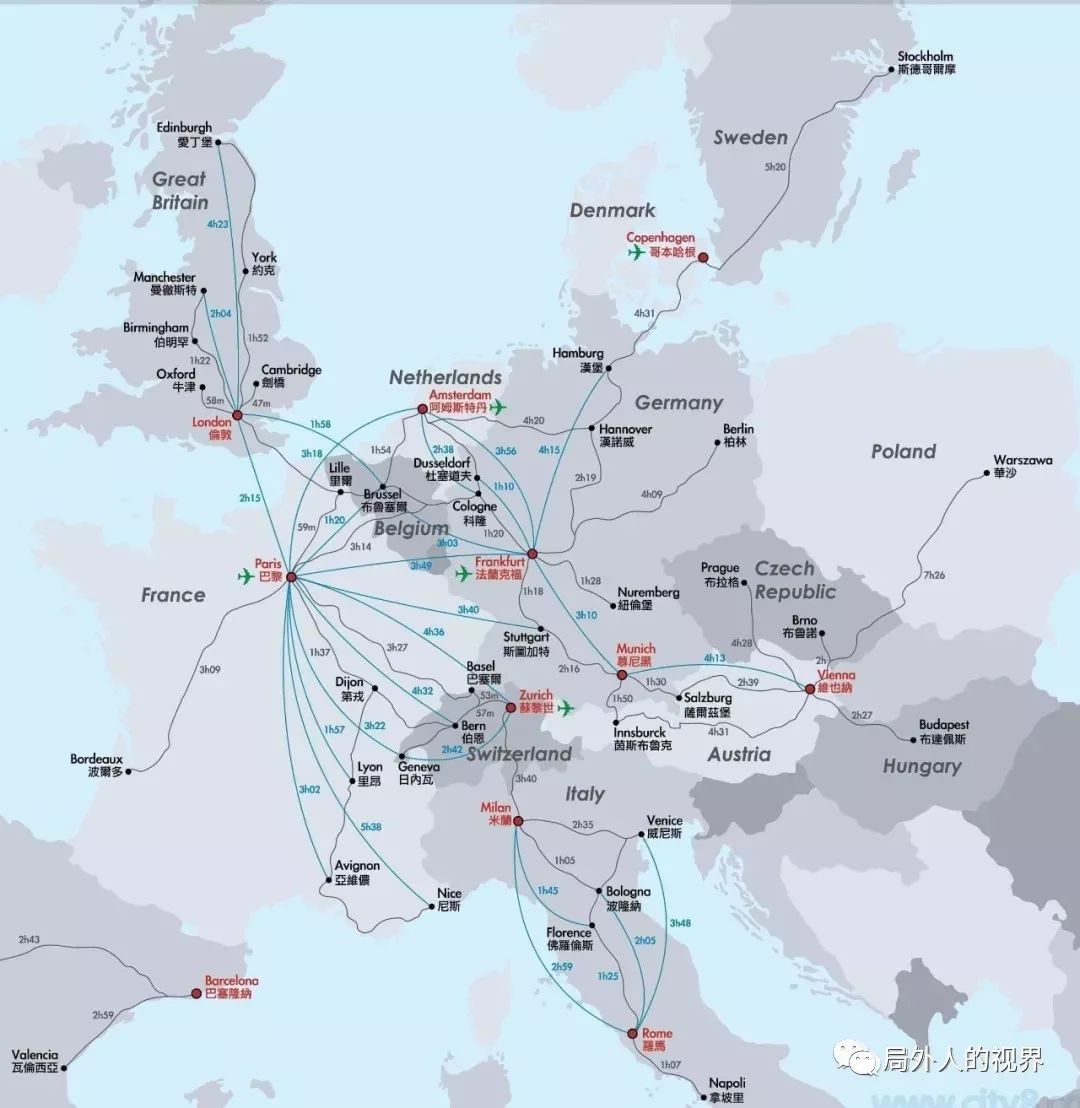 Stockholm
斯德哥爾摩
Sweden
5h20
Edinburgh
愛丁堡
Great
Britain
4h23
Denmark
Copenhagen
哥本哈根
York
約克
Manchester
曼徹斯特
2h04
4h31
Birmingham
伯明罕
1h52
1h22
Hamburg
漢堡
Oxford
牛津
Cambridge
劍橋
58m
47m
Netherlands
Amsterdam
阿姆斯特丹
Germany
London
倫敦
1h58
4h20
Hannover
漢諾威
Berlin
柏林
3h18
1h54
2h38
3h56
4h15
Poland
Warszawa
華沙
Lille
里爾
Dusseldorf
杜塞道夫
2h15
Brüssel
布魯塞爾
1h10
2h19
4h09
Cologne
科隆
59m
1h20
Belgium
1h20
3h14
3h03
3h49
Paris
巴黎
Frankfurt
法蘭克福
Prague
布拉格
Czech
Republic
7h26
France
1h28
1h18
Nuremberg
紐倫堡
3h40
3h10
Brno
布魯諾
4h36
Stuttgart
斯圖加特
4h28
1h37
3h27
Munich
慕尼黑
4h13
2h
3h09
2h16
Basel
巴塞爾
Vienna
維也納
Dijon
第戎
4h32
53m
Zurich
蘇黎世
1h30
2h39
57m
1h50
Salzburg
薩爾茲堡
2h27
1h57
3h22
Bern
伯恩
Innsburck
茵斯布魯克
4h31
Budapest
布達佩斯
2h42
Switzerland
Austria
Hungary
Bordeaux
波爾多
Lyon
里昂
Geneva
日內瓦
3h40
3h02
Italy
Milan
米蘭
5h38
2h35
Venice
威尼斯
1h05
Avignon
亞維儂
1h45
Bologna
波隆納
Nice
尼斯
Florence
佛羅倫斯
3h48
2h43
2h05
2h59
1h25
Barcelona
巴塞隆納
2h59
Rome
羅馬
Valencia
瓦倫西亞
1h07
局外人的视界
Napoli
拿坡里